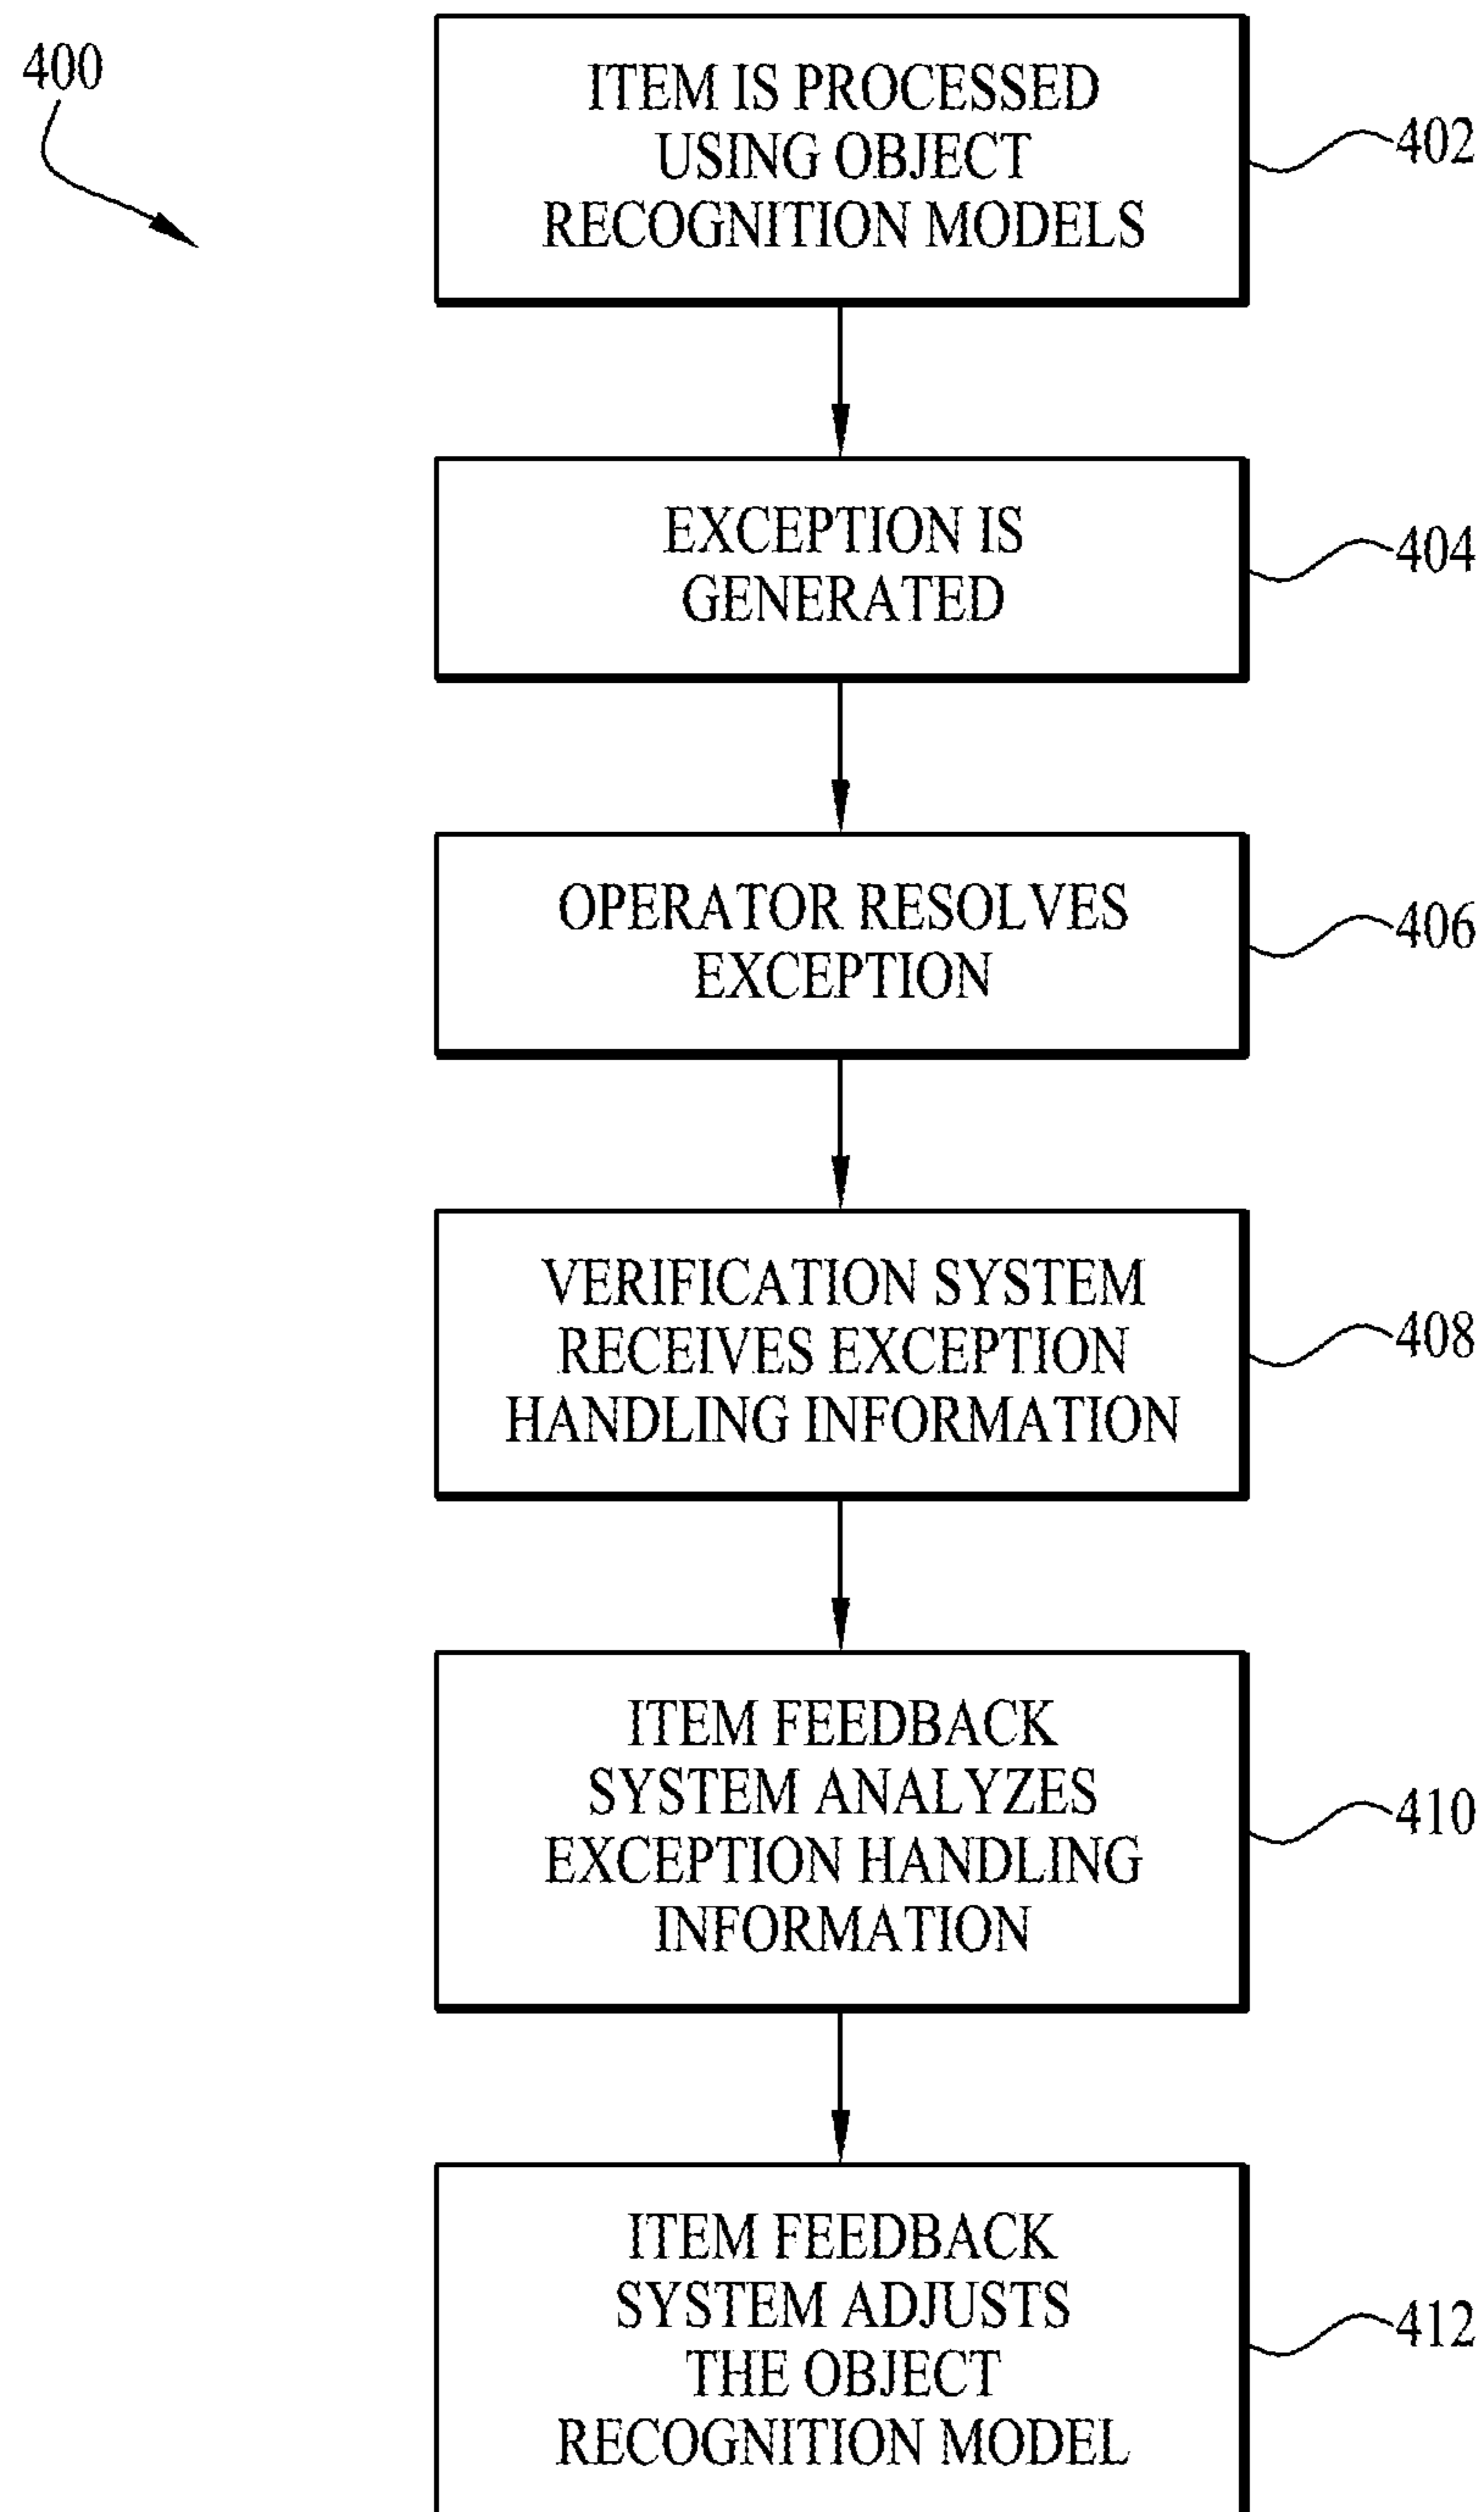 400
ITEM IS PROCESSED
USING OBJECT
RECOGNITION MODELS
402
EXCEPTION IS
GENERATED
404
OPERATOR RESOLVES
EXCEPTION
406
VERIFICATION SYSTEM
RECEIVES EXCEPTION
HANDLING INFORMATION
408
ITEM FEEDBACK
SYSTEM ANALYZES
EXCEPTION HANDLING
INFORMATION
410
ITEM FEEDBACK
SYSTEM ADJUSTS
THE OBJECT
RECOGNITION MODEL
412